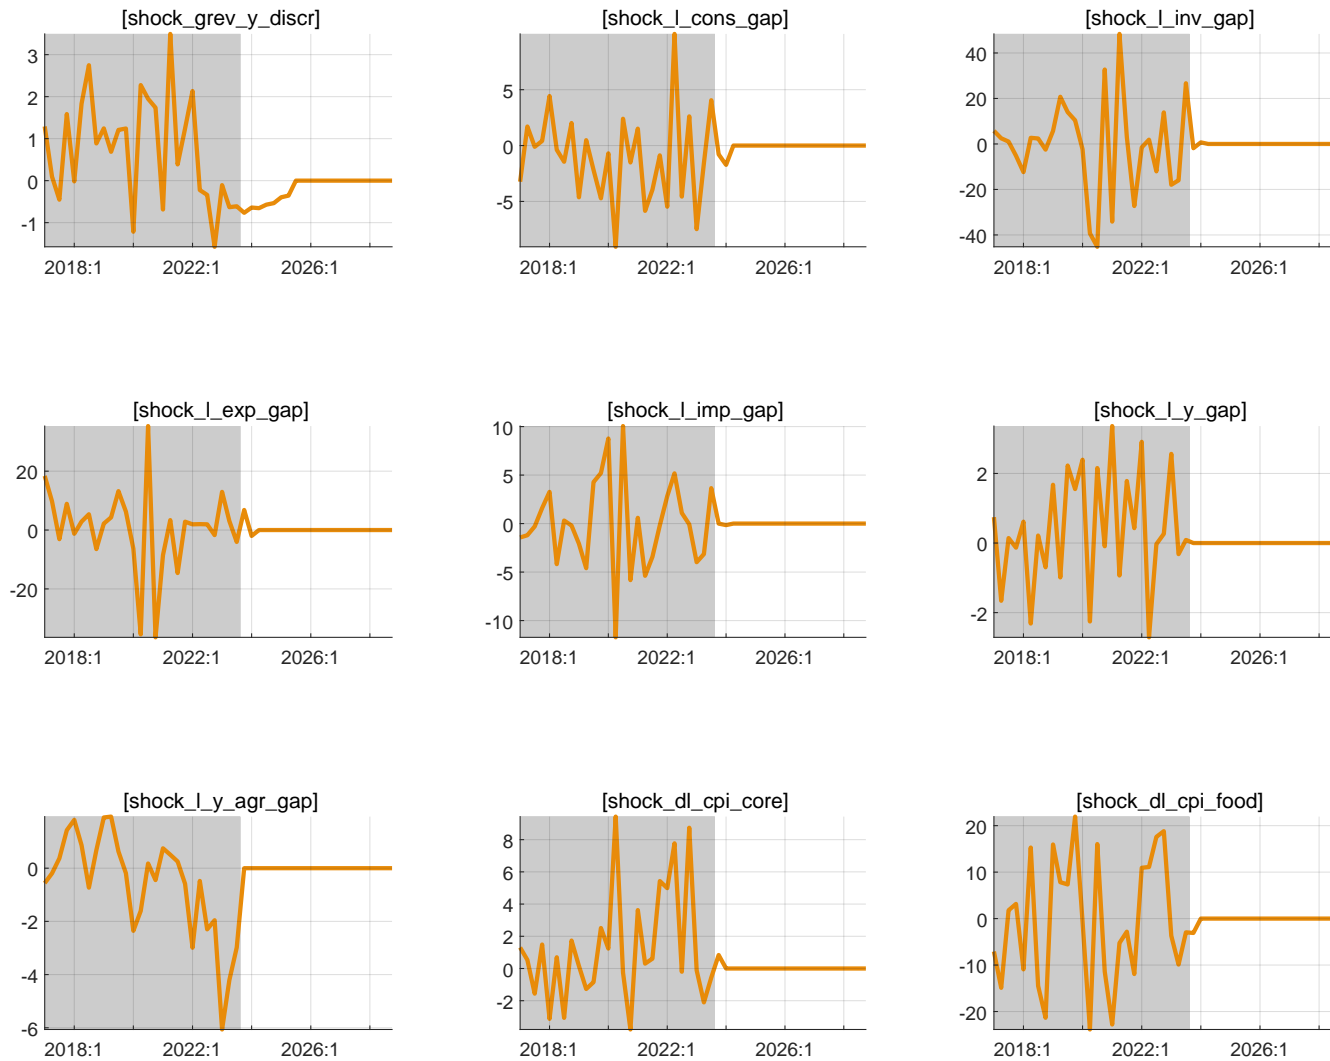 [shock_grev_y_discr]
3
2
1
0
-1
2018:1 2022:1 2026:1
[shock_l_cons_gap]
5
0
-5
2018:1 2022:1 2026:1
[shock_l_inv_gap]
40
20
0
-20
-40
2018:1 2022:1 2026:1
[shock_l_exp_gap]
20
0
-20
2018:1 2022:1 2026:1
[shock_l_imp_gap]
10
5
0
-5
-10
2018:1 2022:1 2026:1
[shock_l_y_gap]
2
0
-2
2018:1 2022:1 2026:1
[shock_l_y_agr_gap]
0
-2
-4
-6
2018:1 2022:1 2026:1
[shock_dl_cpi_core]
8
6
4
2
0
-2
2018:1 2022:1 2026:1
[shock_dl_cpi_food]
20
10
0
-10
-20
2018:1 2022:1 2026:1